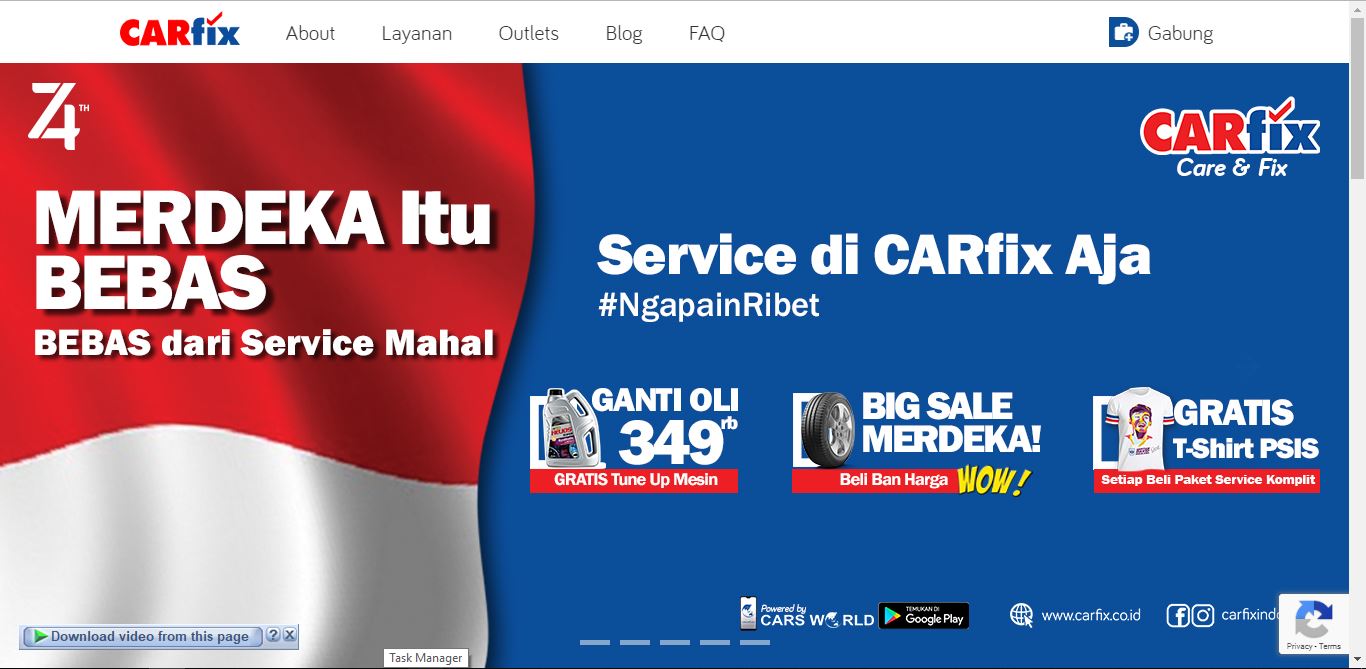 CARfix
About
Layanan
Outlets
Blog
FAQ
Gabung
74TH
MERDEKA Itu
BEBAS
BEBAS dari Service Mahal
CARfix
Care & Fix
Service di CARfix Aja
#NgapainRibet
GANTI OLI
349rb
GRATIS Tune Up Mesin
BIG SALE
MERDEKA!
Beli Ban Harga WOW!
GRATIS
T-Shirt PSIS
Setiap Beli Paket Service Komplit
Powered by
CARS WORLD
TEMUKAN DI
Google Play
www.carfix.co.id
carfixindo
Privacy - Terms
Download video from this page
? X
Task Manager